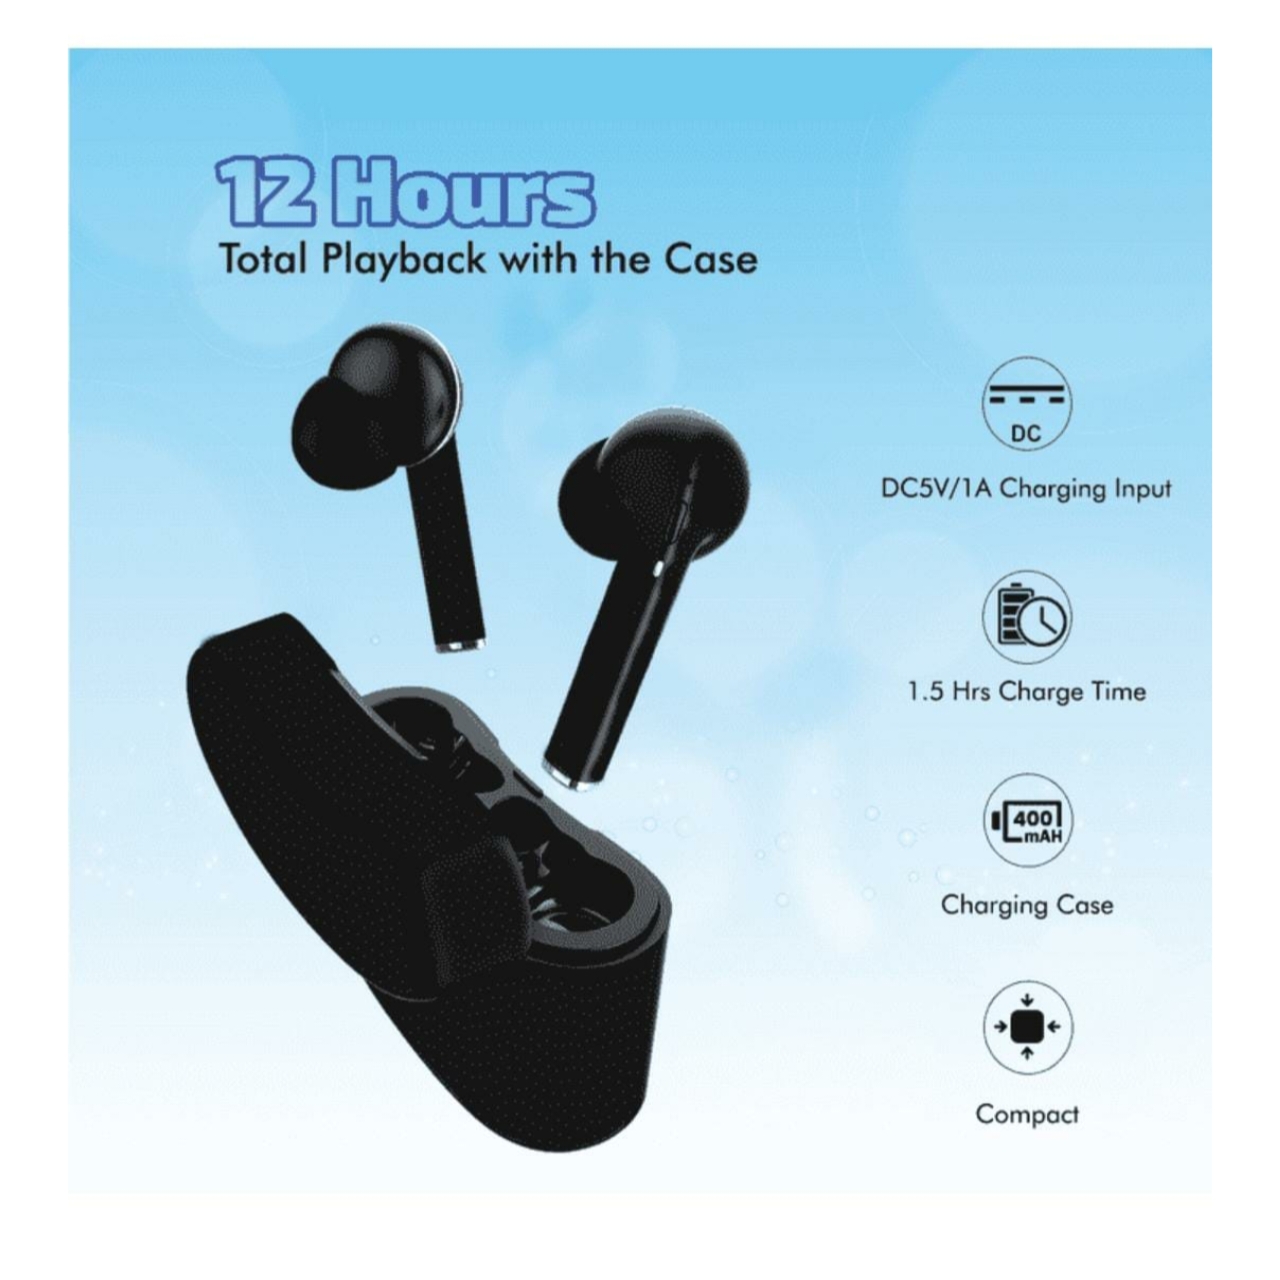 12 Hours
Total Playback with the Case
DC
DC5V/1A Charging Input
1.5 Hrs Charge Time
400
mAH
Charging Case
Compact